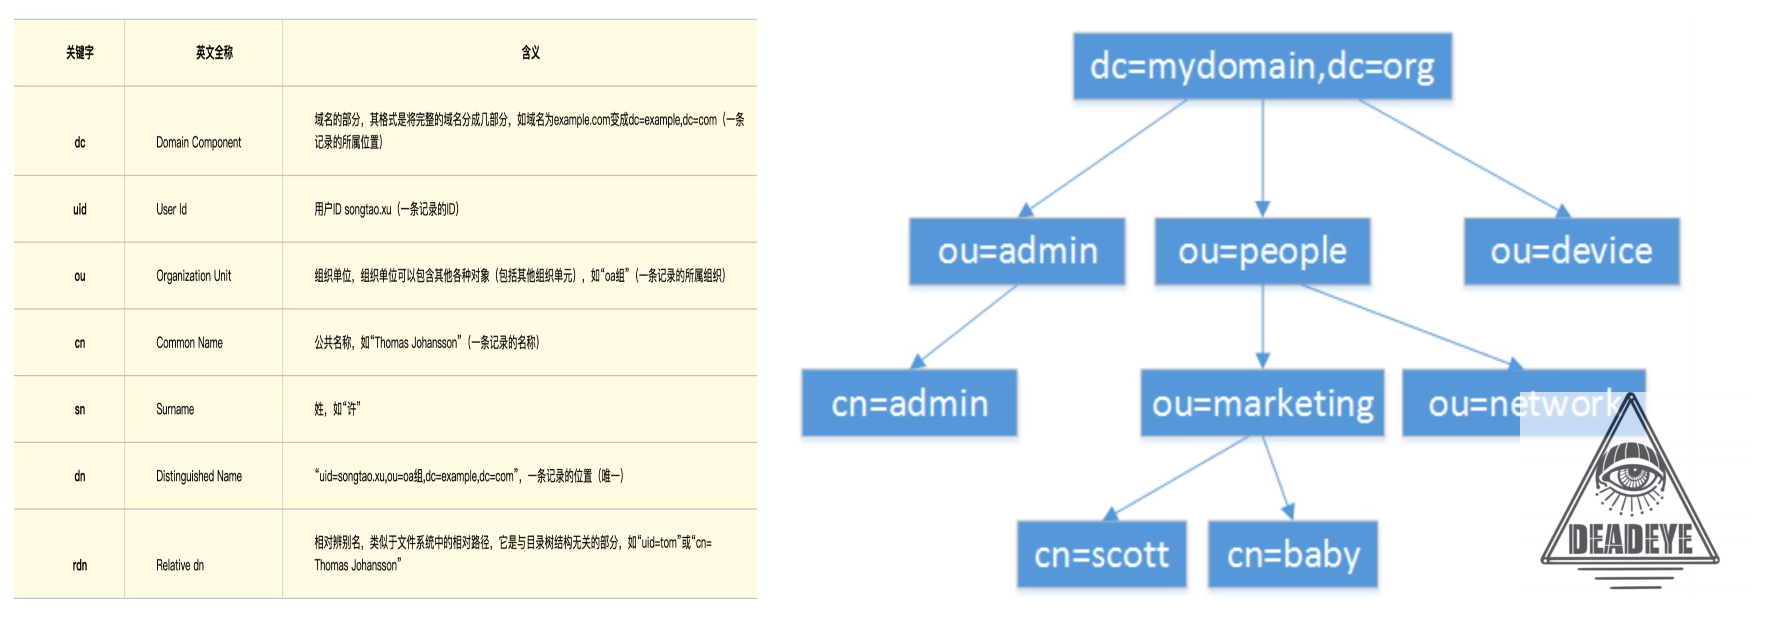 关键字 英文全称 含义
域名的部分，其格式是将完整的域名分成几部分，如域名为example.com变成dc=example,dc=com（一条
dc Domain Component 记录的所属位置）
uid User Id 用户ID songtao.xu（一条记录的ID）
ou Organization Unit 组织单位，组织单位可以包含其他各种对象（包括其他组织单元），如“oa组”（一条记录的所属组织）
cn Common Name 公共名称，如“Thomas Johansson”（一条记录的名称）
sn Surname 姓，如“许”
dn Distinguished Name “uid=songtao.xu,ou=oa组,dc=example,dc=com”，一条记录的位置（唯一）
相对辨别名，类似于文件系统中的相对路径，它是与目录树结构无关的部分，如“uid=tom”或“cn=
rdn Relative dn Thomas Johansson”
dc=mydomain,dc=org
ou=admin ou=people ou=device
cn=admin ou=marketing ou=network
cn=scott cn=baby
DEADEYE